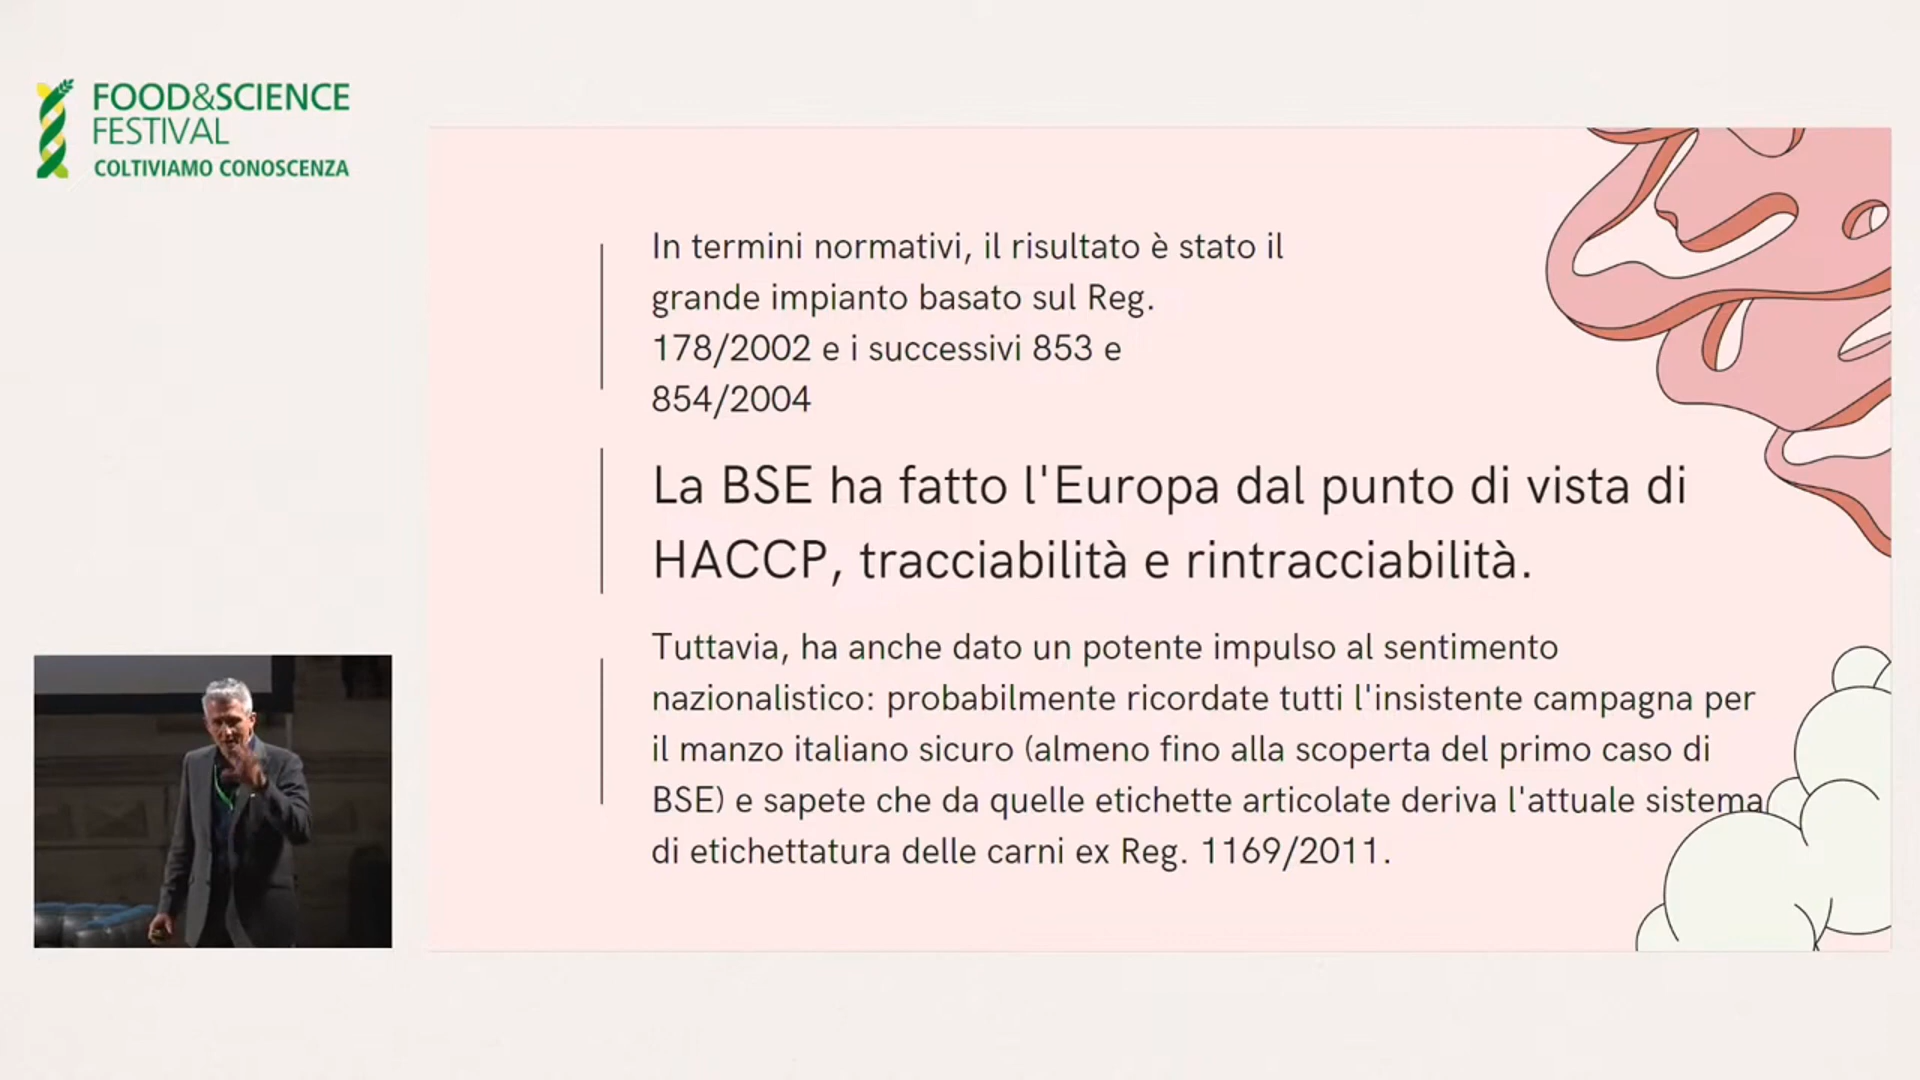 FOOD&SCIENCE
FESTIVAL
COLTIVIAMO CONOSCENZA
In termini normativi, il risultato è stato il
grande impianto basato sul Reg.
178/2002 e i successivi 853 e
854/2004
La BSE ha fatto l'Europa dal punto di vista di
HACCP, tracciabilità e rintracciabilità.
Tuttavia, ha anche dato un potente impulso al sentimento
nazionalistico: probabilmente ricordate tutti l'insistente campagna per
il manzo italiano sicuro (almeno fino alla scoperta del primo caso di
BSE) e sapete che da quelle etichette articolate deriva l'attuale sistema
di etichettatura delle carni ex Reg. 1169/2011.